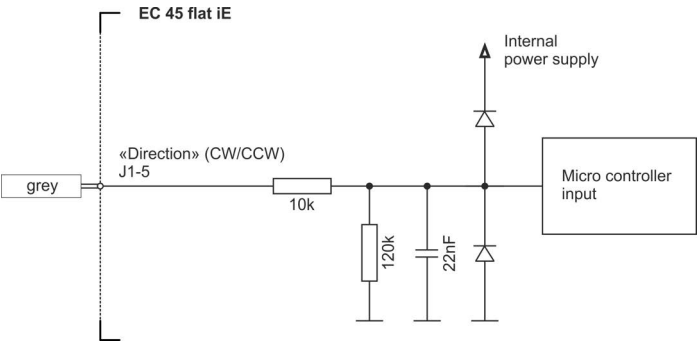 EC 45 flat iE
Internal
power supply
«Direction» (CW/CCW)
J1-5
grey
10k
120k
22nF
Micro controller
input